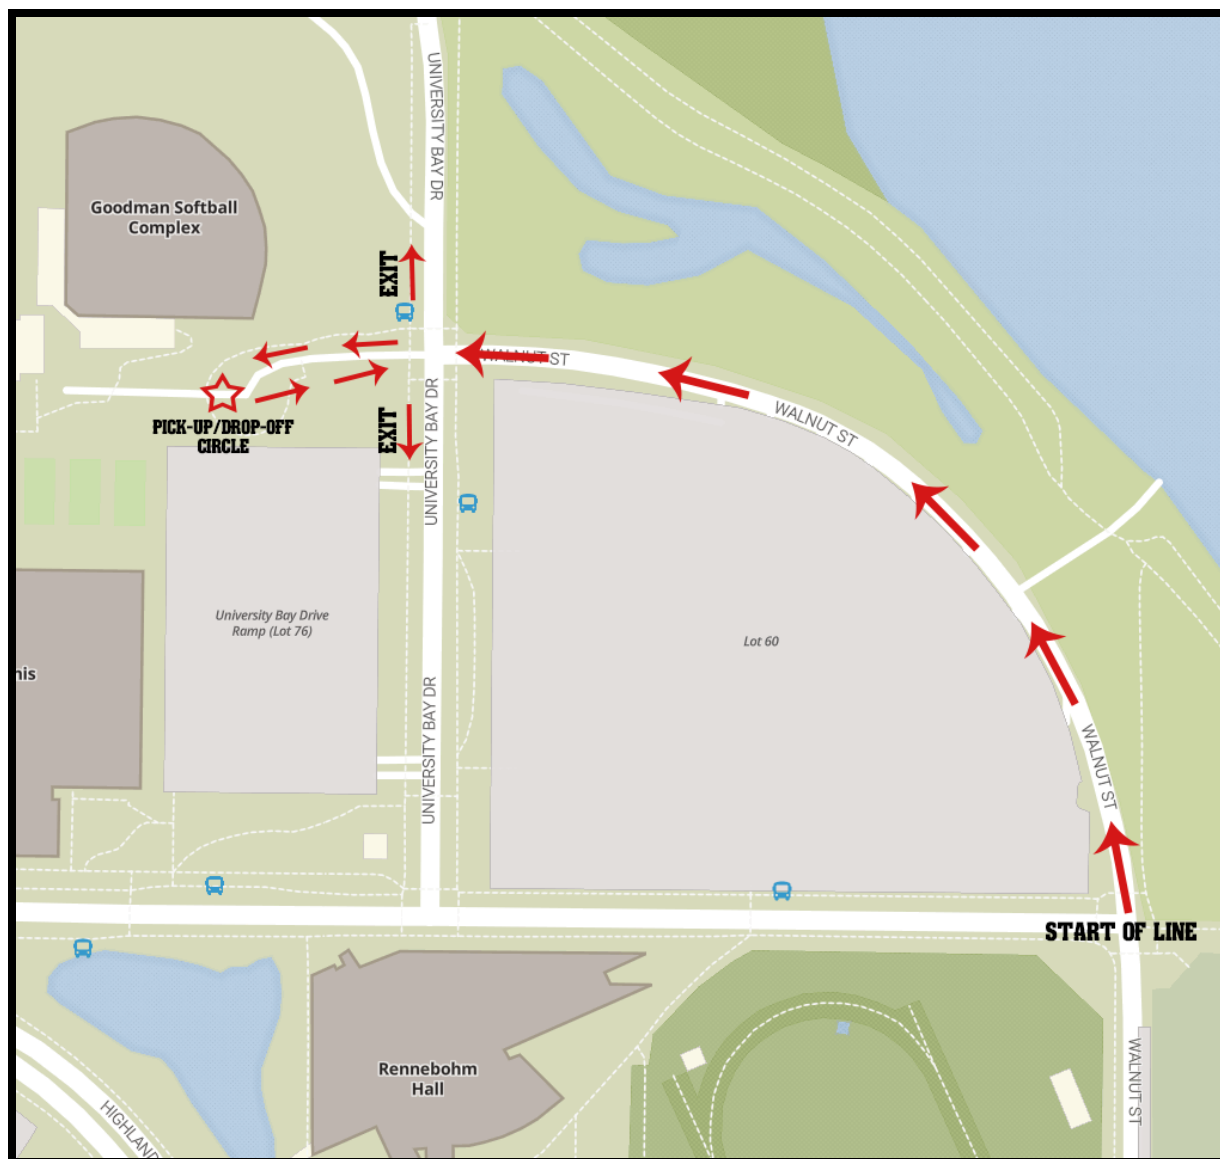 UNIVERSITY BAY DR
Goodman Softball
Complex
EXIT
WALNUT ST
UNIVERSITY BAY DR
WALNUT ST
PICK-UP/DROP-OFF
CIRCLE
EXIT
University Bay Drive
Ramp (Lot 76)
Lot 60
nis
UNIVERSITY BAY DR
WALNUT ST
START OF LINE
Rennebohm
Hall
WALNUT ST
HIGHLAND